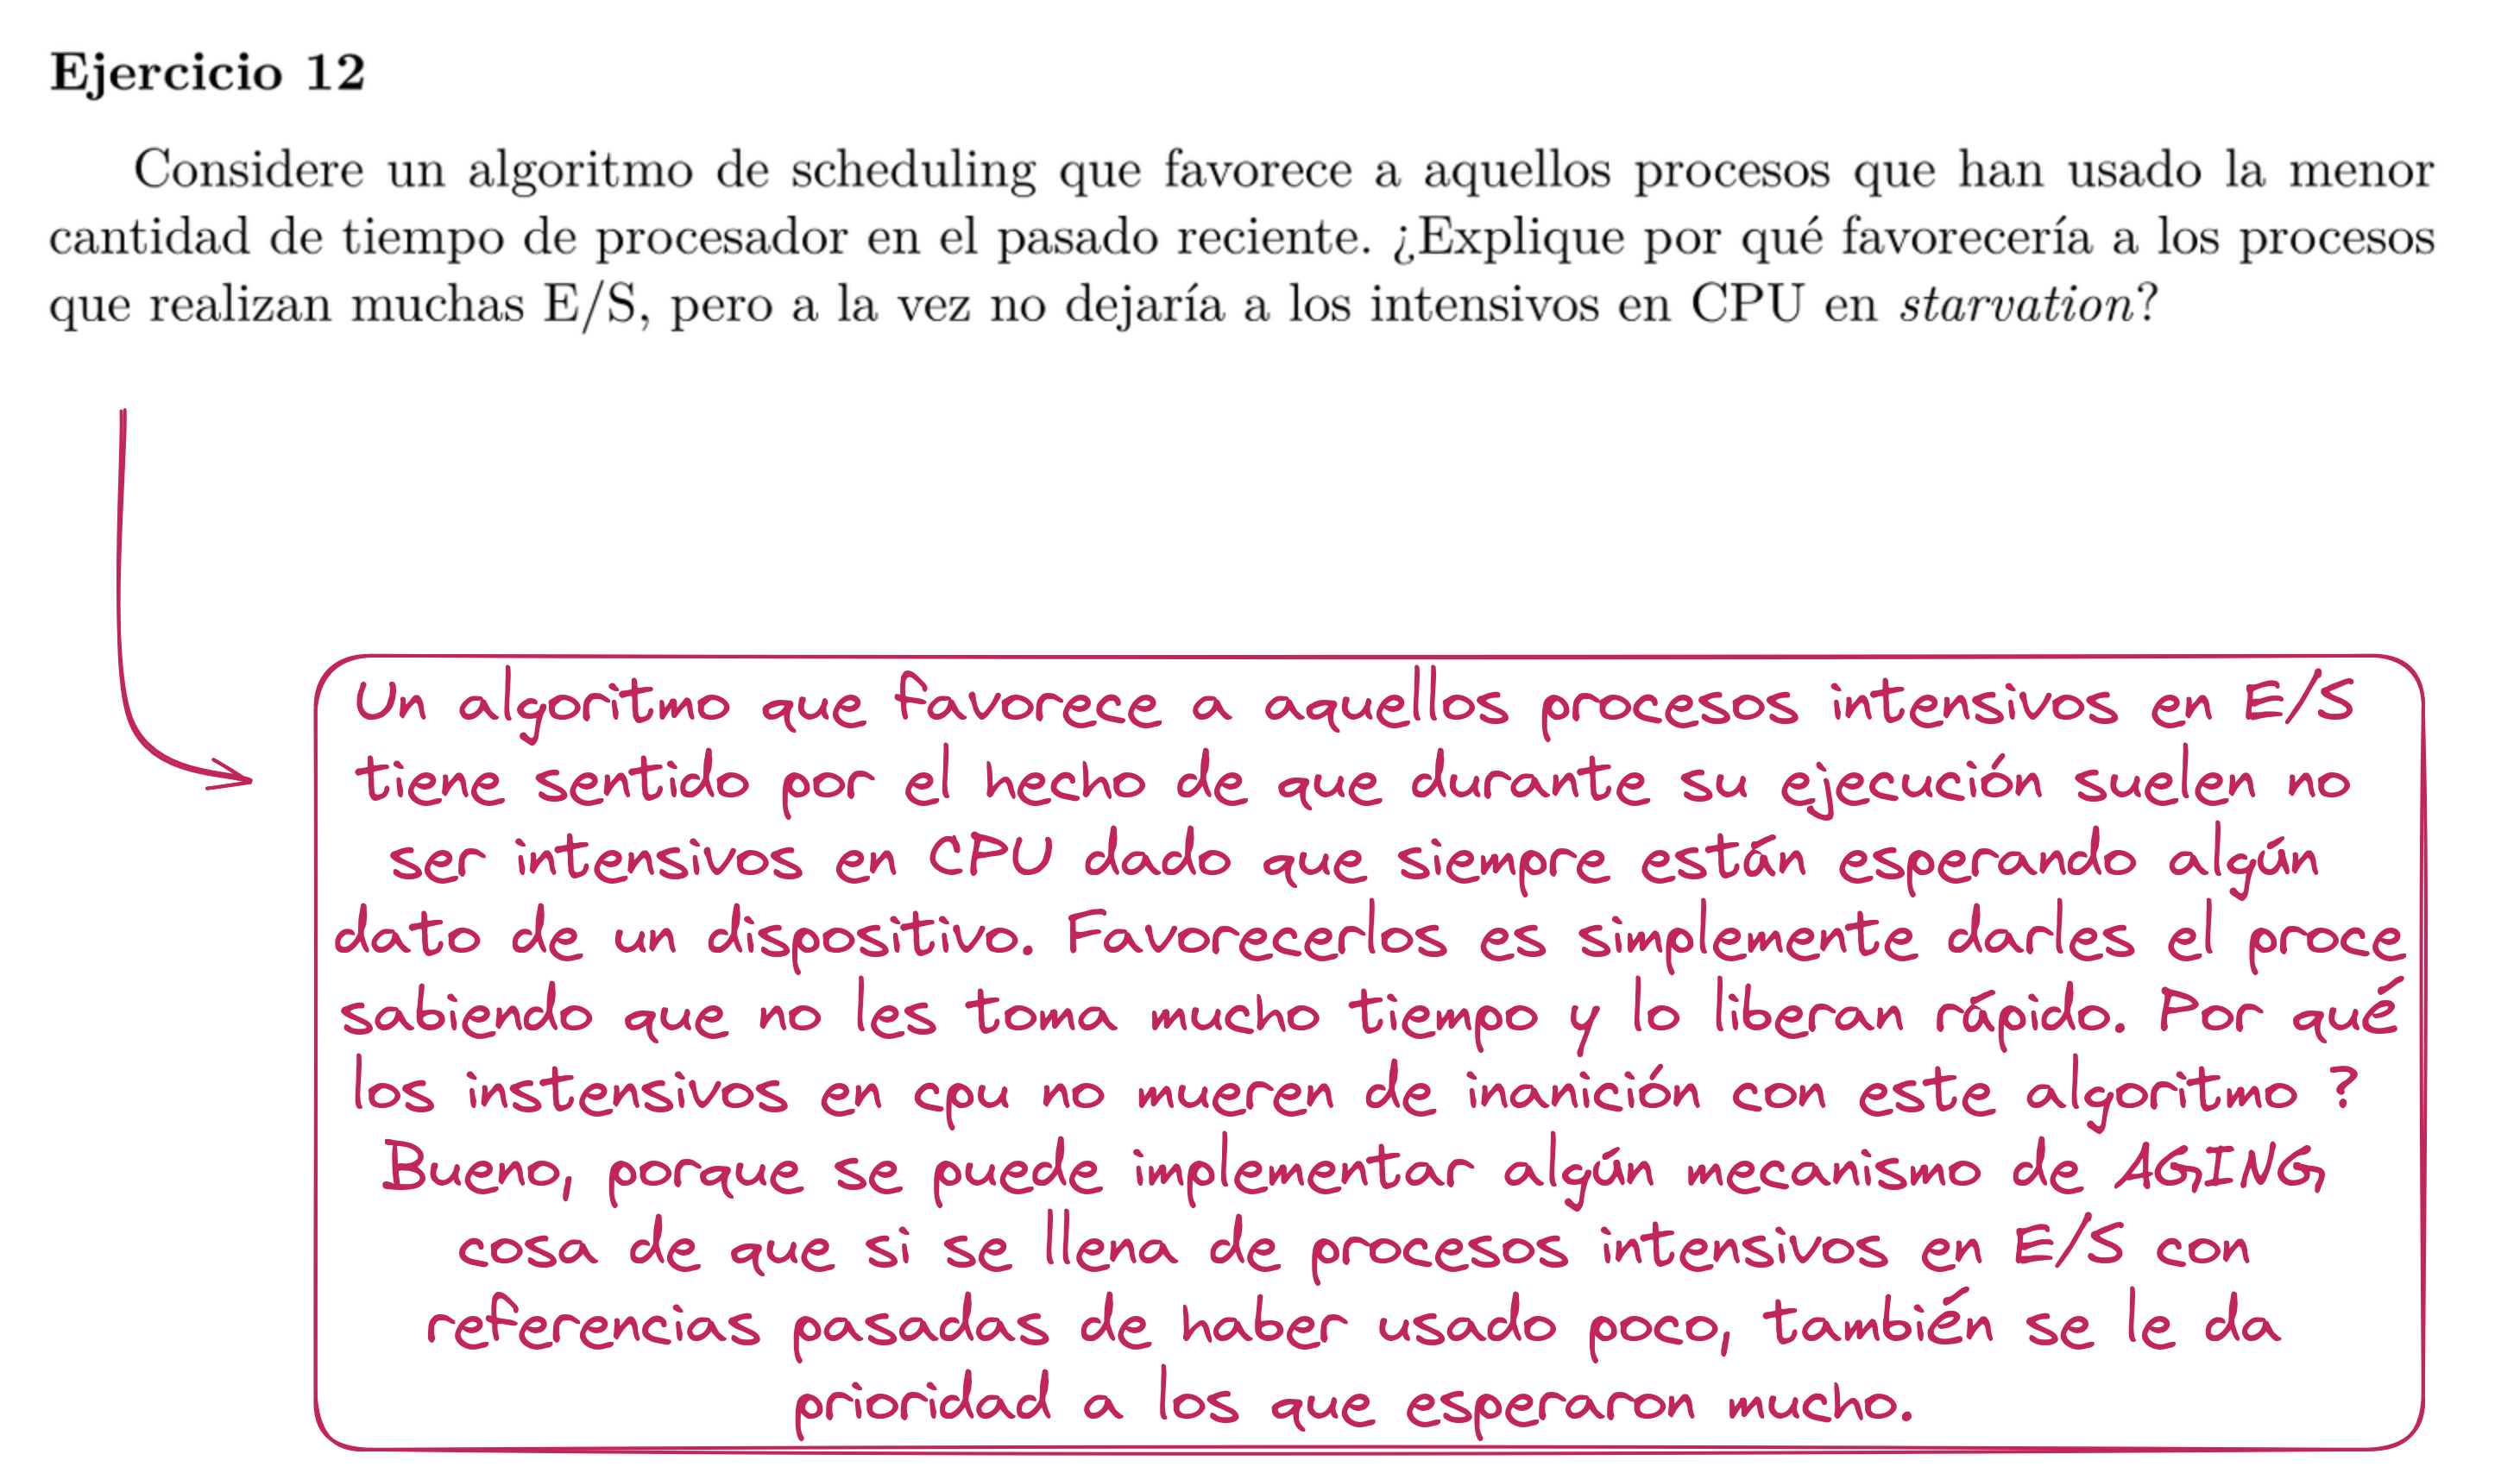 Ejercicio 12
Considere un algoritmo de scheduling que favorece a aquellos procesos que han usado la menor
cantidad de tiempo de procesador en el pasado reciente. ¿Explique por qué favorecería a los procesos
que realizan muchas E/S, pero a la vez no dejaría a los intensivos en CPU en starvation?
Un algoritmo que favorece a aquellos procesos intensivos en E/S
tiene sentido por el hecho de que durante su ejecución suelen no
ser intensivos en CPU dado que siempre están esperando algún
dato de un dispositivo. Favorecerlos es simplemente darles el proce
sabiendo que no les toma mucho tiempo y lo liberan rápido. Por qué
los instensivos en cpu no mueren de inanición con este algoritmo ?
Bueno, porque se puede implementar algún mecanismo de AGING,
cosa de que si se llena de procesos intensivos en E/S con
referencias pasadas de haber usado poco, también se le da
prioridad a los que esperaron mucho.